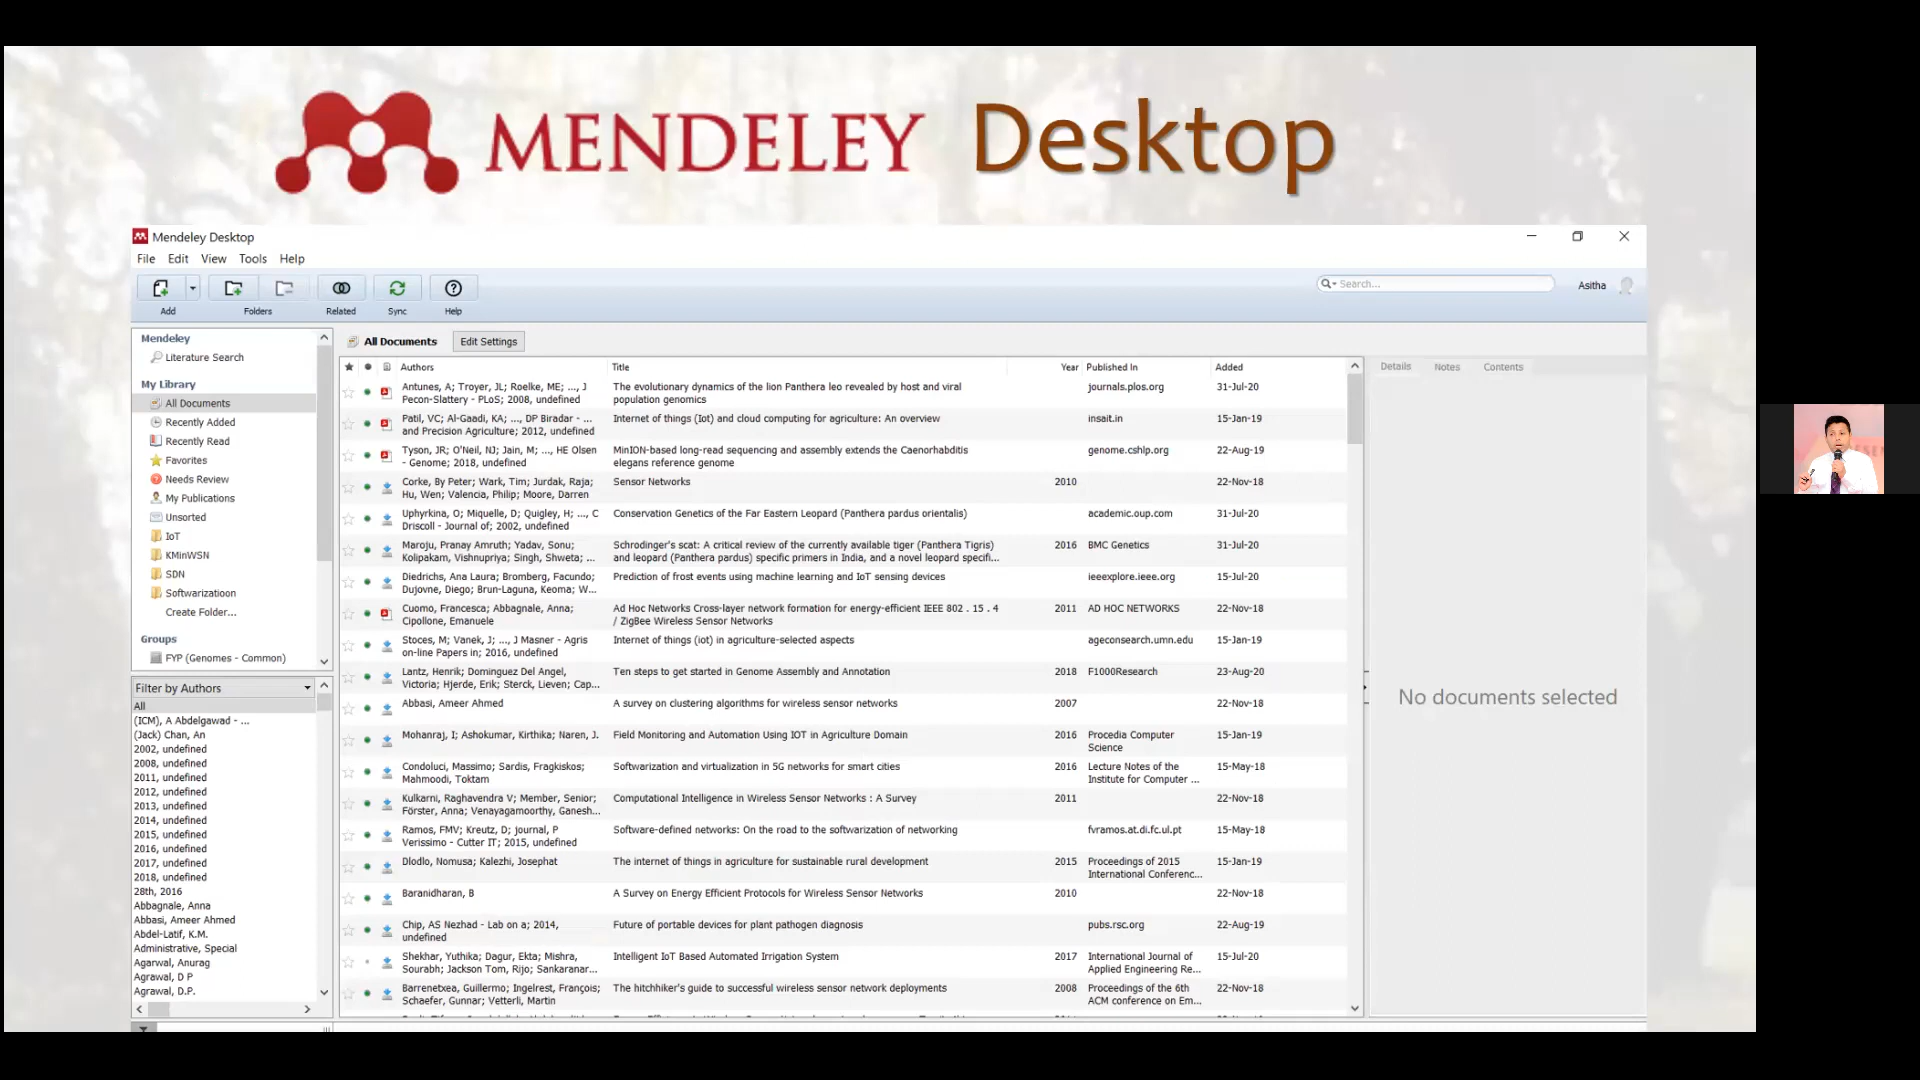 MENDELEY Desktop
Mendeley Desktop
File Edit View Tools Help
Add Folders Related Sync Help
Search...
Asitha
Mendeley
Literature Search
My Library
All Documents
Recently Added
Recently Read
Favorites
Needs Review
My Publications
Unsorted
IoT
KMinWSN
SDN
Softwarizatioon
Create Folder...
Groups
FYP (Genomes - Common)
Filter by Authors
All
(ICM), A Abdelgawad - ...
(Jack) Chan, An
2002, undefined
2008, undefined
2011, undefined
2012, undefined
2013, undefined
2014, undefined
2015, undefined
2016, undefined
2017, undefined
2018, undefined
28th, 2016
Abbagnale, Anna
Abbasi, Ameer Ahmed
Abdel-Latif, K.M.
Administrative, Special
Agarwal, Anurag
Agrawal, D P
Agrawal, D.P.
All Documents Edit Settings
Authors Title Year Published In Added
Antunes, A; Troyer, JL; Roelke, ME; ..., J The evolutionary dynamics of the lion Panthera leo revealed by host and viral journals.plos.org 31-Jul-20
Pecon-Slattery - PLoS; 2008, undefined population genomics
Patil, VC; Al-Gaadi, KA; ..., DP Biradar - ... Internet of things (Iot) and cloud computing for agriculture: An overview insait.in 15-Jan-19
and Precision Agriculture; 2012, undefined
Tyson, JR; O'Neil, NJ; Jain, M; ..., HE Olsen MinION-based long-read sequencing and assembly extends the Caenorhabditis genome.cshlp.org 22-Aug-19
- Genome; 2018, undefined elegans reference genome
Corke, By Peter; Wark, Tim; Jurdak, Raja; Sensor Networks 2010 22-Nov-18
Hu, Wen; Valencia, Philip; Moore, Darren
Uphyrkina, O; Miquelle, D; Quigley, H; ..., C Conservation Genetics of the Far Eastern Leopard (Panthera pardus orientalis) academic.oup.com 31-Jul-20
Driscoll - Journal of; 2002, undefined
Maroju, Pranay Amruth; Yadav, Sonu; Schrodinger's scat: A critical review of the currently available tiger (Panthera Tigris) 2016 BMC Genetics 31-Jul-20
Kolipakam, Vishnupriya; Singh, Shweta; ... and leopard (Panthera pardus) specific primers in India, and a novel leopard specifi...
Diedrichs, Ana Laura; Bromberg, Facundo; Prediction of frost events using machine learning and IoT sensing devices ieeexplore.ieee.org 15-Jul-20
Dujovne, Diego; Brun-Laguna, Keoma; W...
Cuomo, Francesca; Abbagnale, Anna; Ad Hoc Networks Cross-layer network formation for energy-efficient IEEE 802 . 15 . 4 2011 AD HOC NETWORKS 22-Nov-18
Cipollone, Emanuele / ZigBee Wireless Sensor Networks
Stoces, M; Vanek, J; ..., J Masner - Agris Internet of things (iot) in agriculture-selected aspects ageconsearch.umn.edu 15-Jan-19
on-line Papers in; 2016, undefined
Lantz, Henrik; Dominguez Del Angel, Ten steps to get started in Genome Assembly and Annotation 2018 F1000Research 23-Aug-20
Victoria; Hjerde, Erik; Sterck, Lieven; Cap...
Abbasi, Ameer Ahmed A survey on clustering algorithms for wireless sensor networks 2007 22-Nov-18
Mohanraj, I; Ashokumar, Kirthika; Naren, J. Field Monitoring and Automation Using IOT in Agriculture Domain 2016 Procedia Computer 15-Jan-19
Science
Condoluci, Massimo; Sardis, Fragkiskos; Softwarization and virtualization in 5G networks for smart cities 2016 Lecture Notes of the 15-May-18
Mahmoodi, Toktam Institute for Computer ...
Kulkarni, Raghavendra V; Member, Senior; Computational Intelligence in Wireless Sensor Networks : A Survey 2011 22-Nov-18
Förster, Anna; Venayagamoorthy, Ganesh...
Ramos, FMV; Kreutz, D; journal, P Software-defined networks: On the road to the softwarization of networking fvramos.at.di.fc.ul.pt 15-May-18
Verissimo - Cutter IT; 2015, undefined
Dlodlo, Nomusa; Kalezhi, Josephat The internet of things in agriculture for sustainable rural development 2015 Proceedings of 2015 15-Jan-19
International Conferenc...
Baranidharan, B A Survey on Energy Efficient Protocols for Wireless Sensor Networks 2010 22-Nov-18
Chip, AS Nezhad - Lab on a; 2014, Future of portable devices for plant pathogen diagnosis pubs.rsc.org 22-Aug-19
undefined
Shekhar, Yuthika; Dagur, Ekta; Mishra, Intelligent IoT Based Automated Irrigation System 2017 International Journal of 15-Jul-20
Sourabh; Jackson Tom, Rijo; Sankaranar... Applied Engineering Re...
Barrenetxea, Guillermo; Ingelrest, François; The hitchhiker's guide to successful wireless sensor network deployments 2008 Proceedings of the 6th 22-Nov-18
Schaefer, Gunnar; Vetterli, Martin ACM conference on Em...
Details Notes Contents
No documents selected